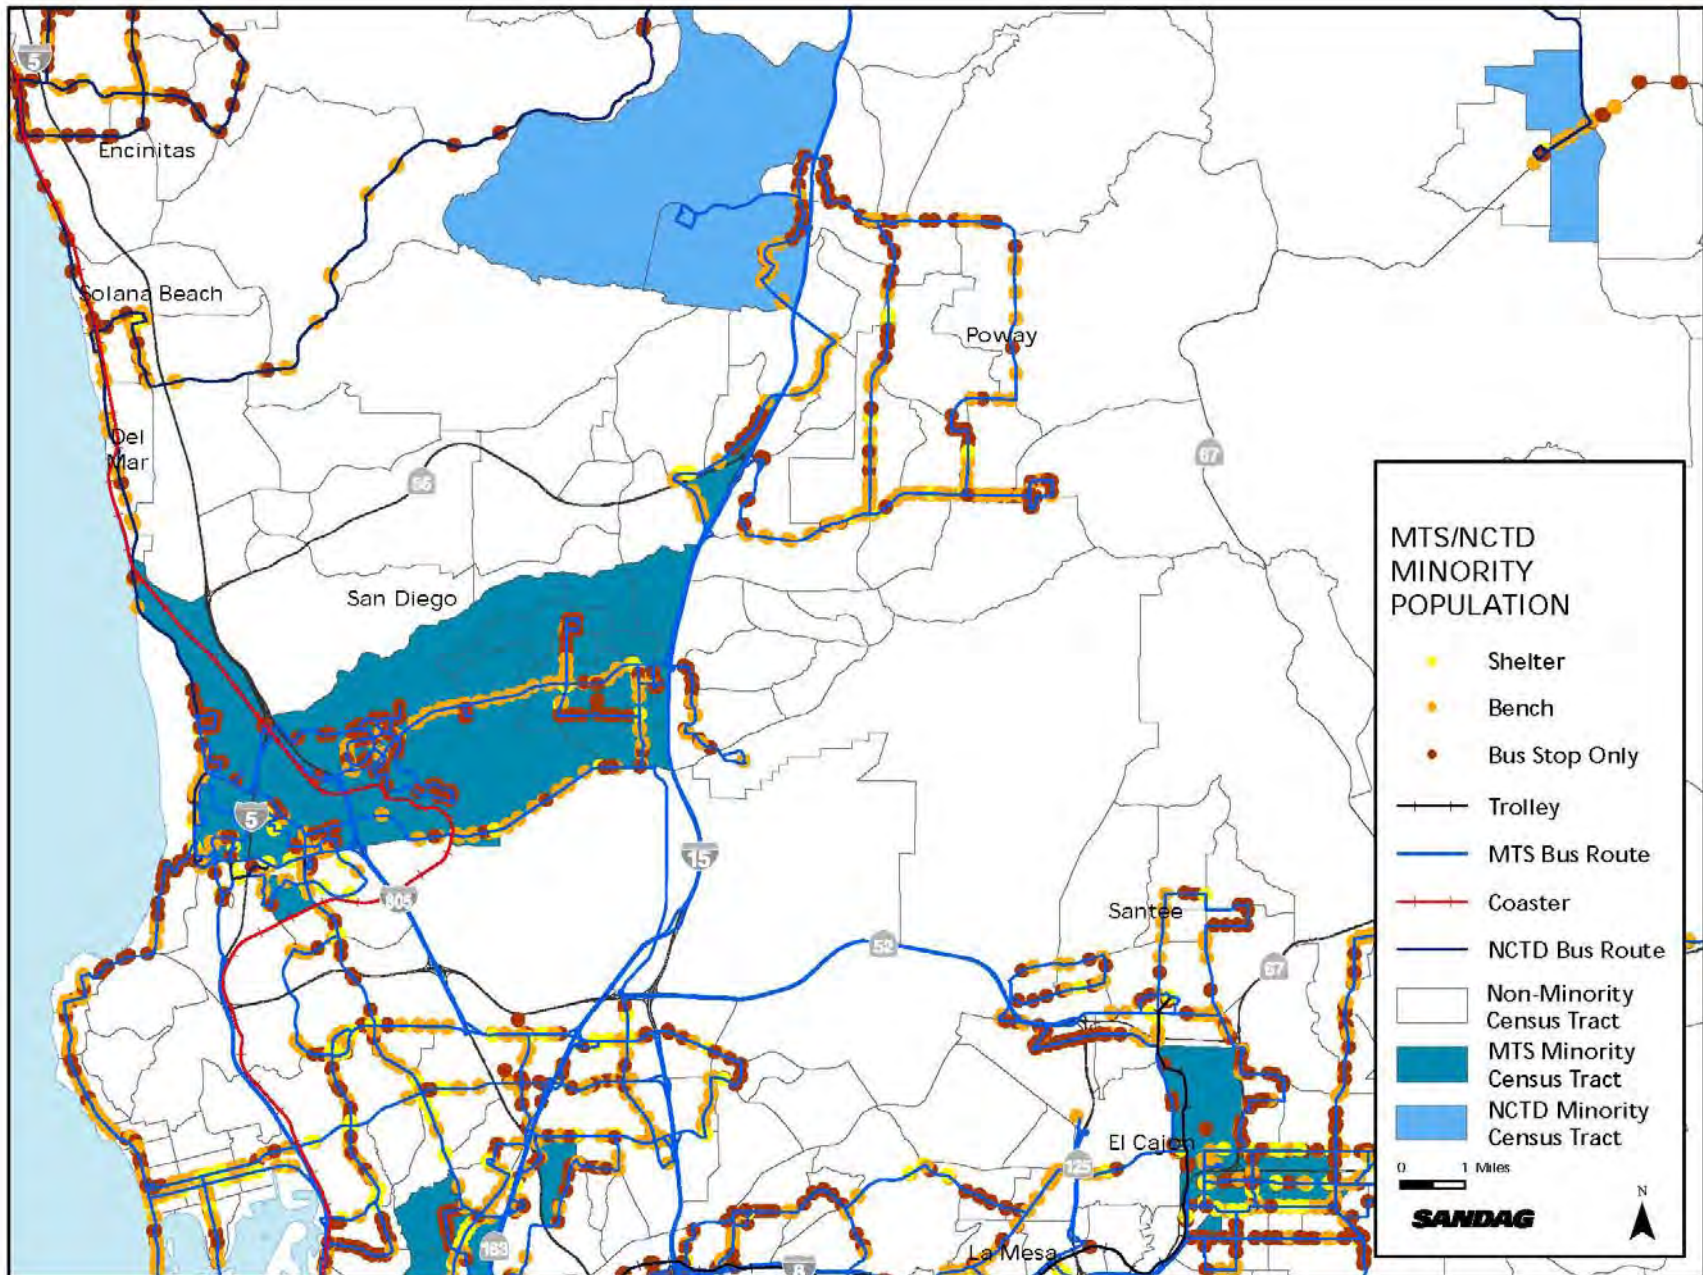 5
Encinitas
Solana Beach
Poway
Del
Mar
56
67
San Diego
5
15
805
Santee
52
67
El Cajon
125
163
La Mesa
8
MTS/NCTD
MINORITY
POPULATION
Shelter
Bench
Bus Stop Only
Trolley
MTS Bus Route
Coaster
NCTD Bus Route
Non-Minority
Census Tract
MTS Minority
Census Tract
NCTD Minority
Census Tract
0 1 Miles
SANDAG
N